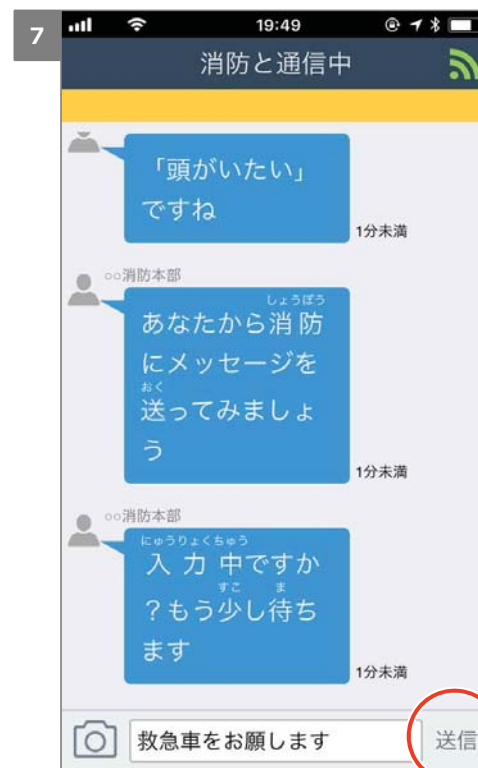 7
19:49
消防と通信中
「頭がいたい」
ですね
1分未満
○○消防本部
しょうぼう
あなたから消防
にメッセージを
おく
送ってみましょ
う
1分未満
○○消防本部
にゅうりょくちゅう
入力中ですか
すこ ま
?もう少し待ち
ます
1分未満
救急車をお願します
送信